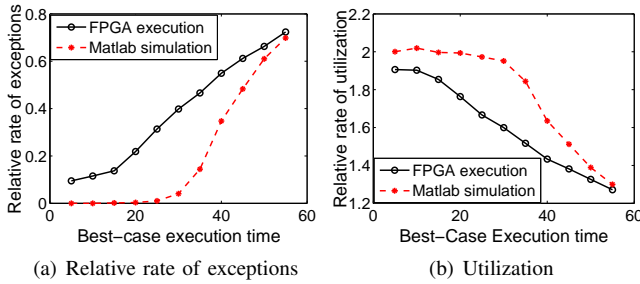 Relative rate of exceptions
0.8
0.6
0.4
0.2
0
0
20
40
60
FPGA execution
Matlab simulation
Best−case execution time
(a) Relative rate of exceptions
Relative rate of utilization
2.2
2
1.8
1.6
1.4
1.2
0
20
40
60
FPGA execution
Matlab simulation
Best−Case Execution time
(b) Utilization